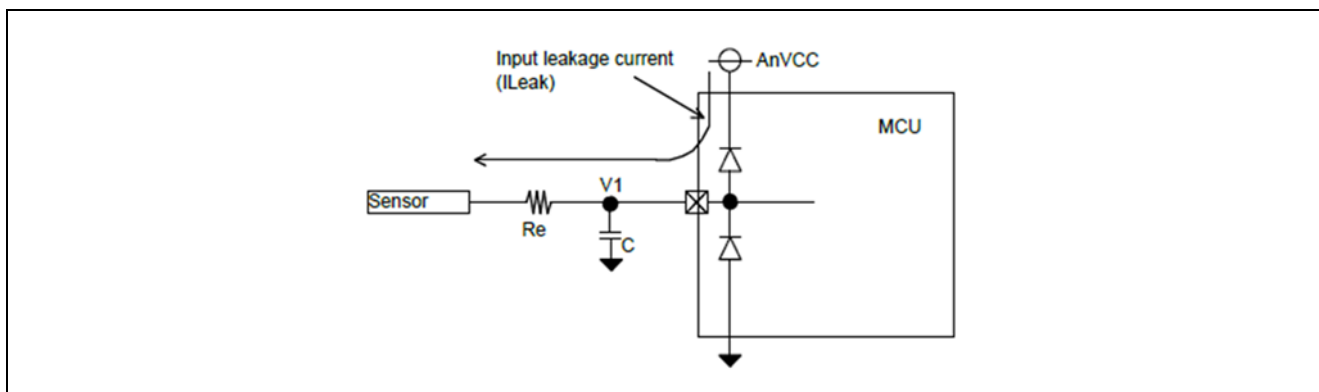 Input leakage current
(ILeak)
AnVCC
MCU
Sensor
V1
Re
C